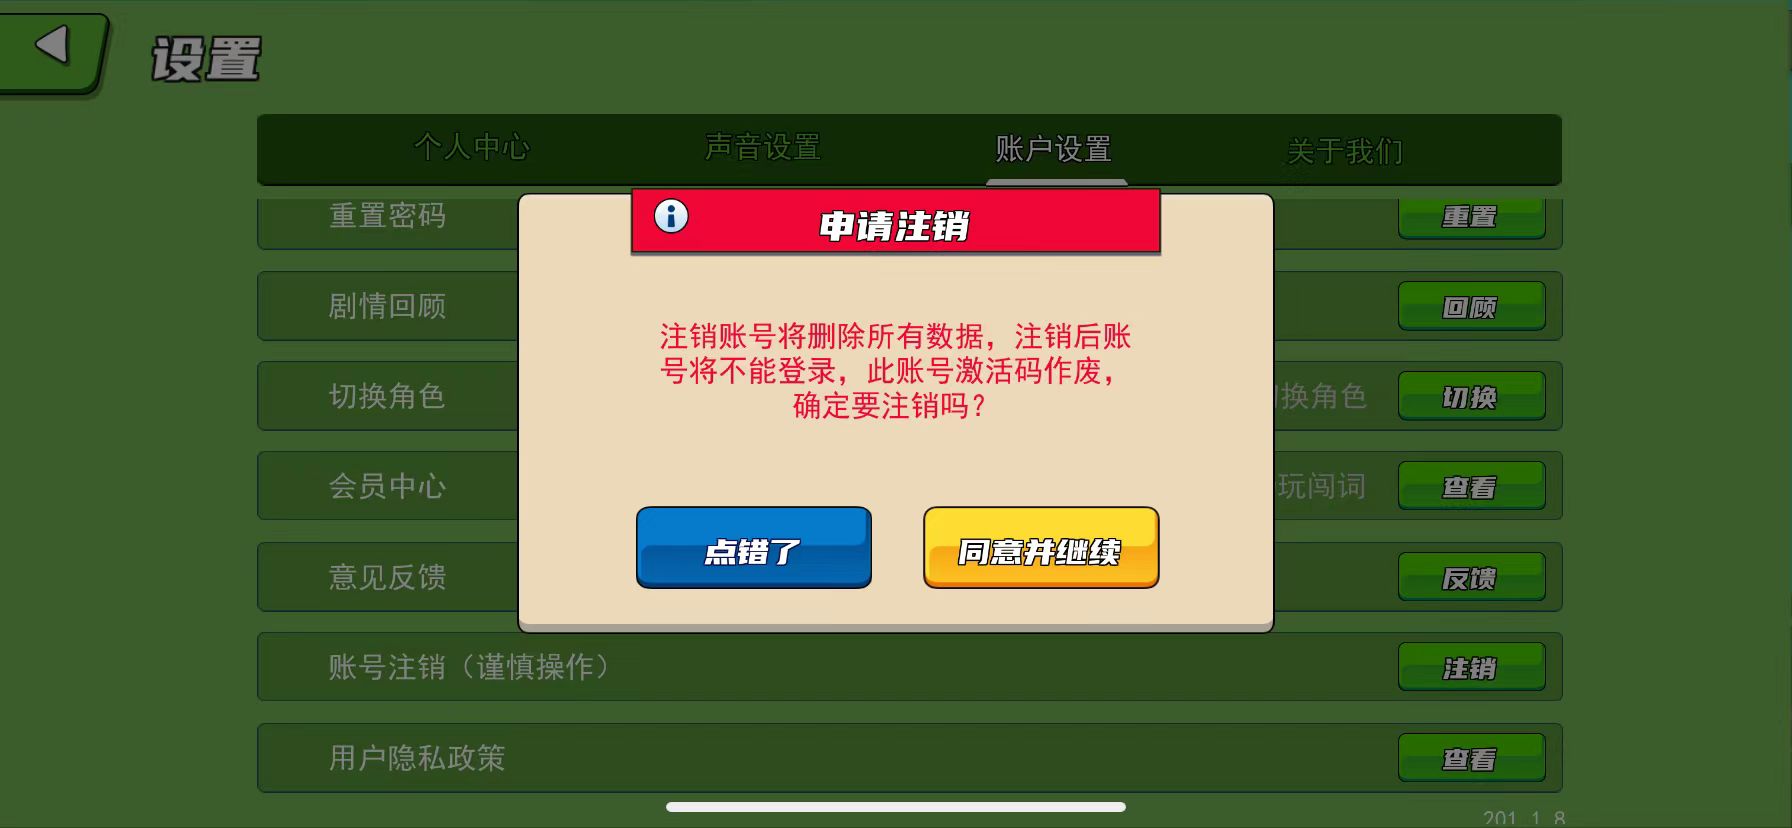 设置
个人中心 声音设置 账户设置 关于我们
重置密码 重置
申请注销
剧情回顾 回顾
注销账号将删除所有数据，注销后账
号将不能登录，此账号激活码作废，
确定要注销吗？
切换角色 换角色 切换
会员中心 玩闯词 查看
点错了 同意并继续
意见反馈 反馈
账号注销（谨慎操作） 注销
用户隐私政策 查看
201.1.8